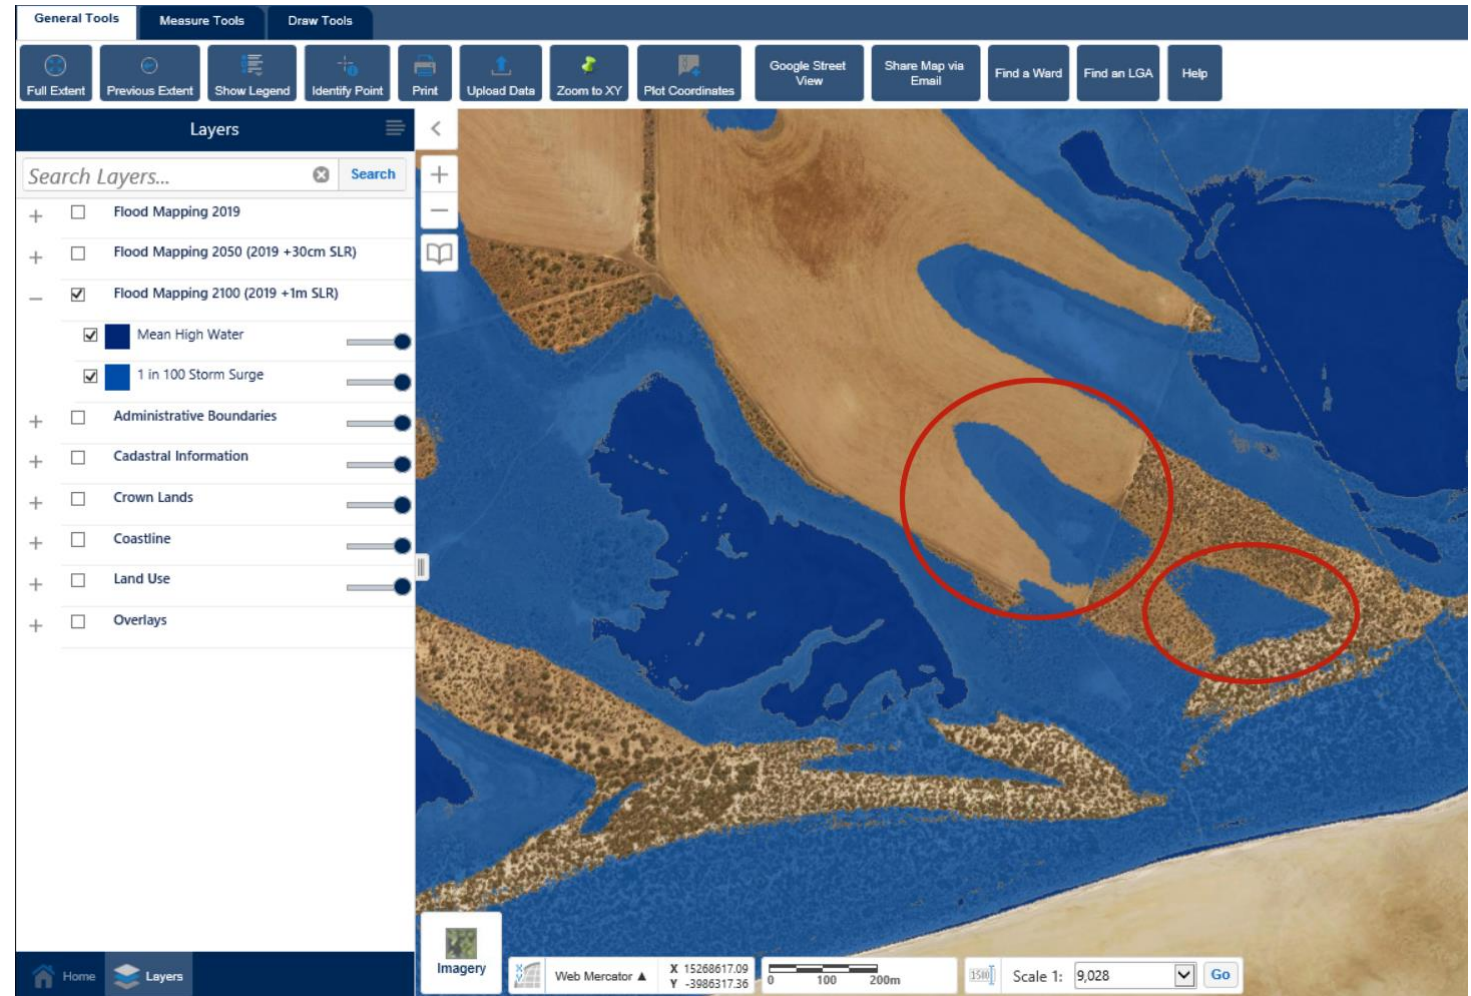 General Tools
Measure Tools
Draw Tools
Full Extent
Previous Extent
Show Legend
Identify Point
Print
Upload Data
Zoom to XY
Plot Coordinates
Google Street
View
Share Map via
Email
Find a Ward
Find an LGA
Help
Layers
Search Layers...
Search
Flood Mapping 2019
Flood Mapping 2050 (2019 +30cm SLR)
Flood Mapping 2100 (2019 +1m SLR)
Mean High Water
1 in 100 Storm Surge
Administrative Boundaries
Cadastral Information
Crown Lands
Coastline
Land Use
Overlays
Home
Layers
Imagery
X
Y
Web Mercator ▲
X 15268617.09
Y -3986317.36
0 100 200m
1500
Scale 1:
9,028
Go